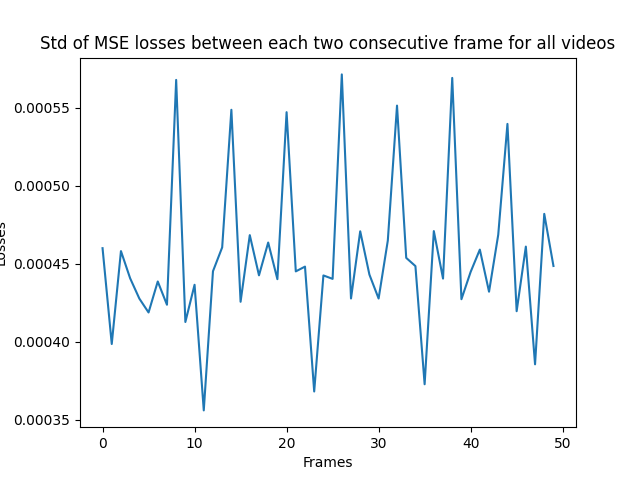 Std of MSE losses between each two consecutive frame for all videos
0.00055
0.00050
0.00045
0.00040
0.00035
Losses
0 10 20 30 40 50
Frames